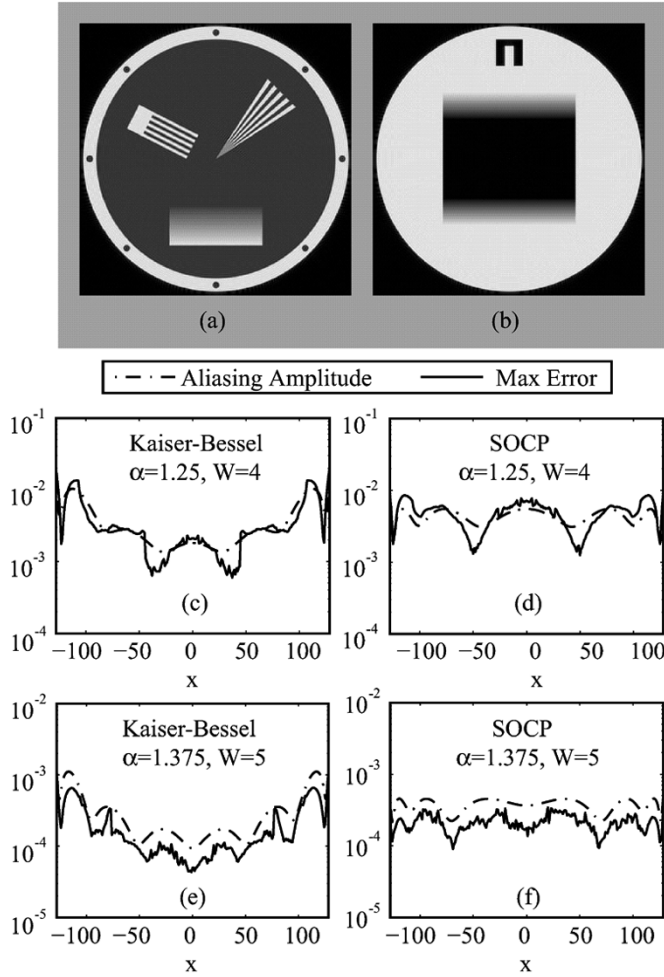 (a) (b)
Aliasing Amplitude Max Error
10^-1 10^-1
Kaiser-Bessel SOCP
α=1.25, W=4 α=1.25, W=4
10^-2 10^-2
10^-3 10^-3
(c) (d)
10^-4 10^-4
−100 −50 0 50 100 −100 −50 0 50 100
x x
10^-2 10^-2
Kaiser-Bessel SOCP
α=1.375, W=5 α=1.375, W=5
10^-3 10^-3
10^-4 10^-4
(e) (f)
10^-5 10^-5
−100 −50 0 50 100 −100 −50 0 50 100
x x